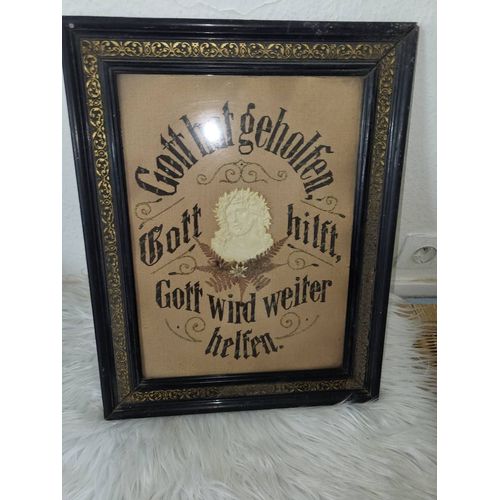 Gott hat geholfen,
Gott hilft,
Gott wird weiter
helfen.